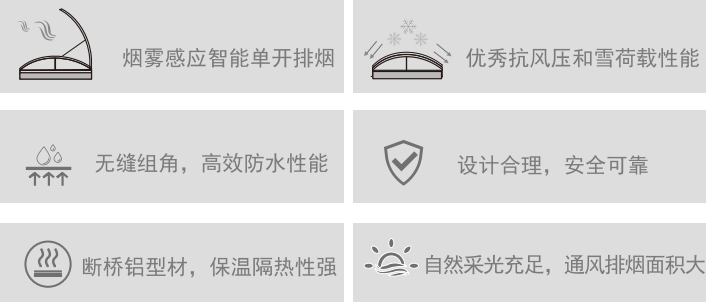 烟雾感应智能单开排烟
优秀抗风压和雪荷载性能
无缝组角，高效防水性能
设计合理，安全可靠
断桥铝型材，保温隔热性强
自然采光充足，通风排烟面积大